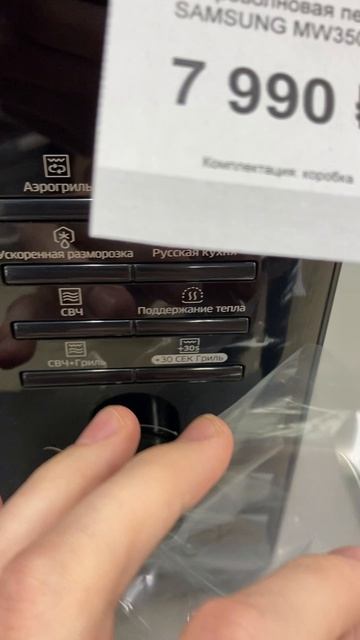 SAMSUNG MW350
7 990
Комплектация: коробка
Аэрогриль
Ускоренная разморозка
Русская кухня
СВЧ
Поддержание тепла
СВЧ+Гриль
+30s
+30 СЕК Гриль